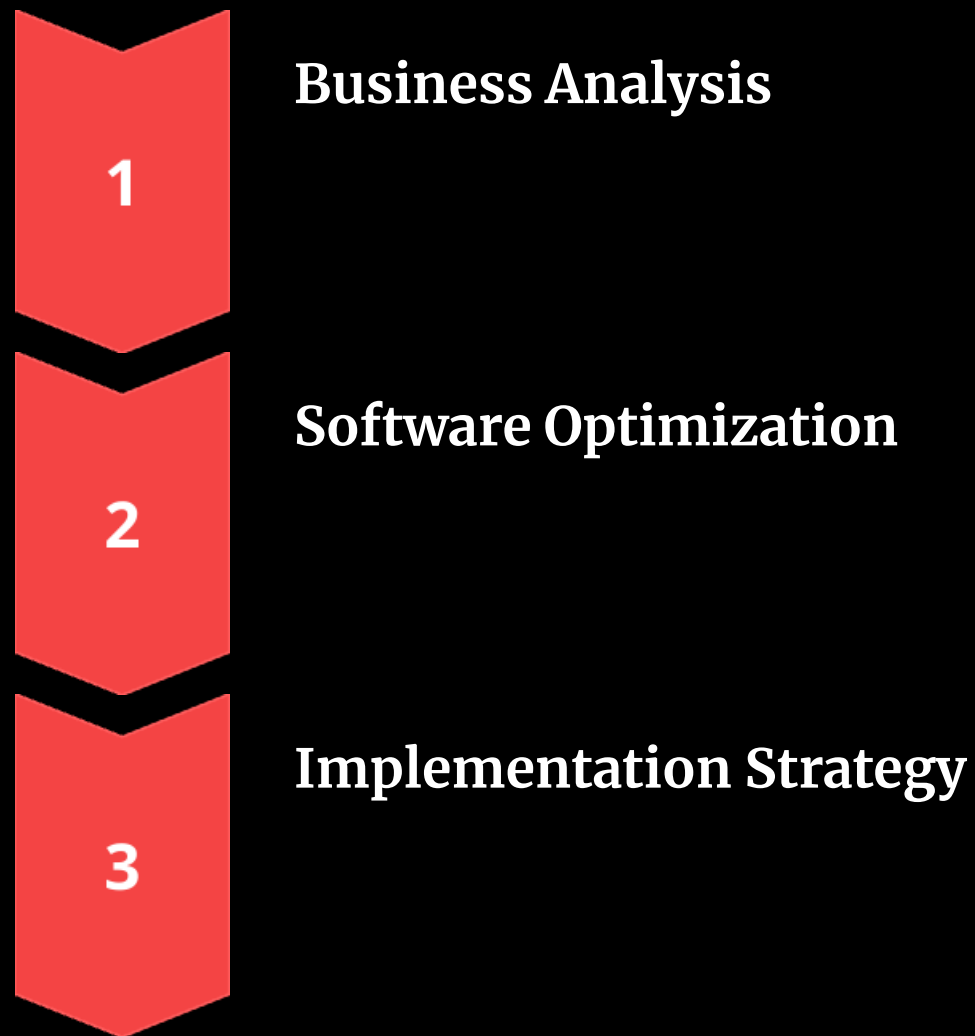 1
Business Analysis
2
Software Optimization
3
Implementation Strategy